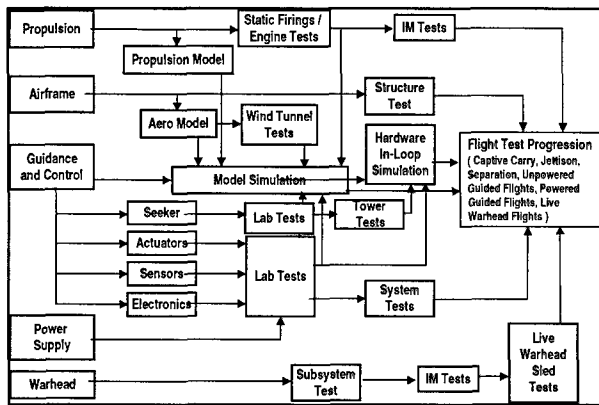 Propulsion
Static Firings /
Engine Tests
IM Tests
Propulsion Model
Airframe
Structure
Test
Aero Model
Wind Tunnel
Tests
Hardware
In-Loop
Simulation
Flight Test Progression
( Captive Carry, Jettison,
Separation, Unpowered
Guided Flights, Powered
Guided Flights, Live
Warhead Flights )
Guidance
and Control
Model Simulation
Seeker
Lab Tests
Tower
Tests
Actuators
Lab Tests
Sensors
System
Tests
Electronics
Power
Supply
Live
Warhead
Sled
Tests
Warhead
Subsystem
Test
IM Tests